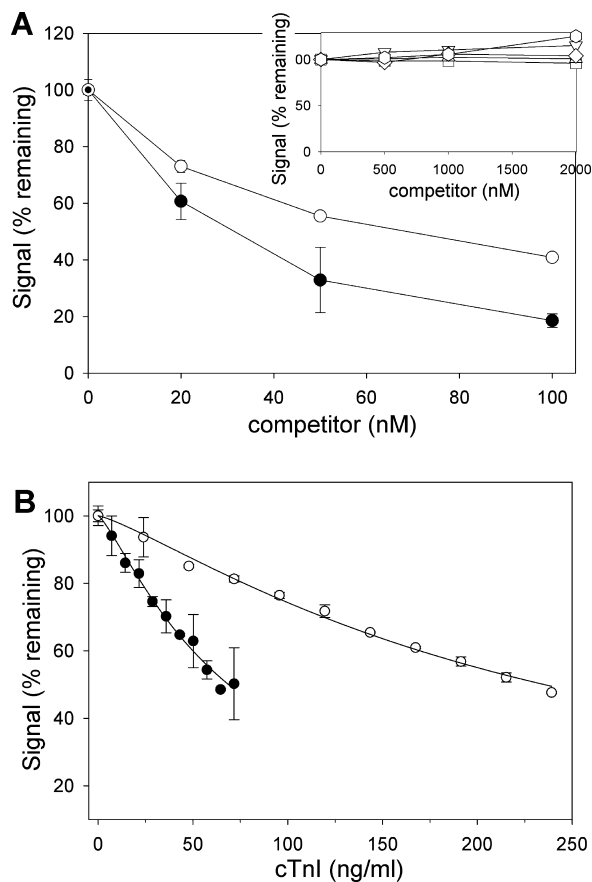 A
120
100
80
60
40
20
0
Signal (% remaining)
0 20 40 60 80 100
competitor (nM)
00
50
0
Signal (% remaining)
0 500 1000 1500 2000
competitor (nM)
B
100
80
60
40
20
Signal (% remaining)
0 50 100 150 200 250
cTnI (ng/ml)